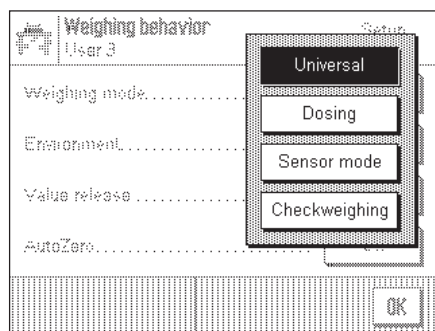 Weighing behavior
Setup
User 3
Universal
Weighing mode
Dosing
Environment
Sensor mode
Value release
Checkweighing
AutoZero
OK